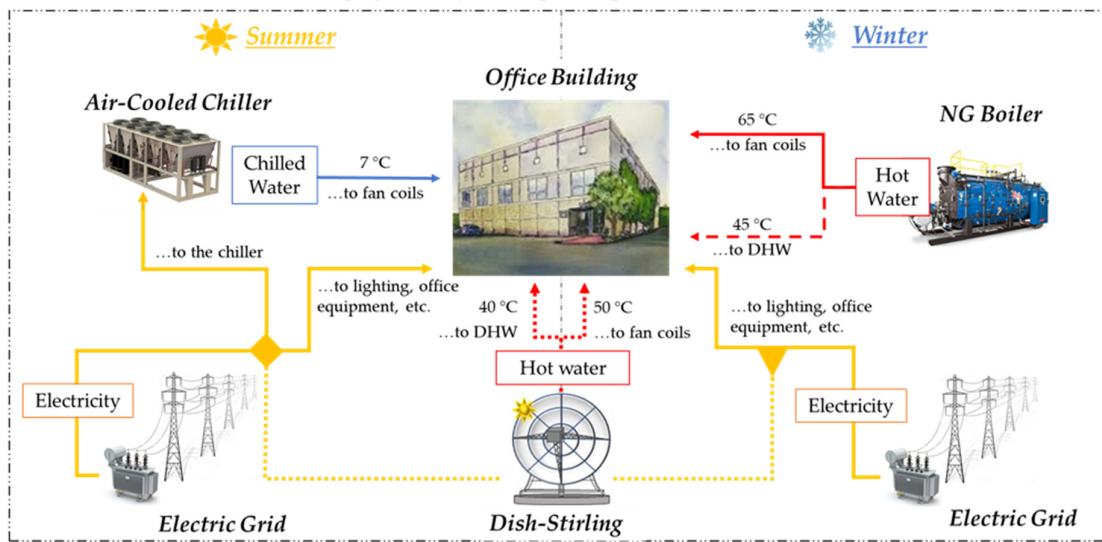 Summer
Winter
Office Building
Air-Cooled Chiller
NG Boiler
Chilled
Water
7 °C
...to fan coils
65 °C
...to fan coils
Hot
Water
45 °C
...to DHW
...to the chiller
...to lighting, office
equipment, etc.
40 °C
...to DHW
50 °C
...to fan coils
...to lighting, office
equipment, etc.
Hot water
Electricity
Electricity
Electric Grid
Dish-Stirling
Electric Grid